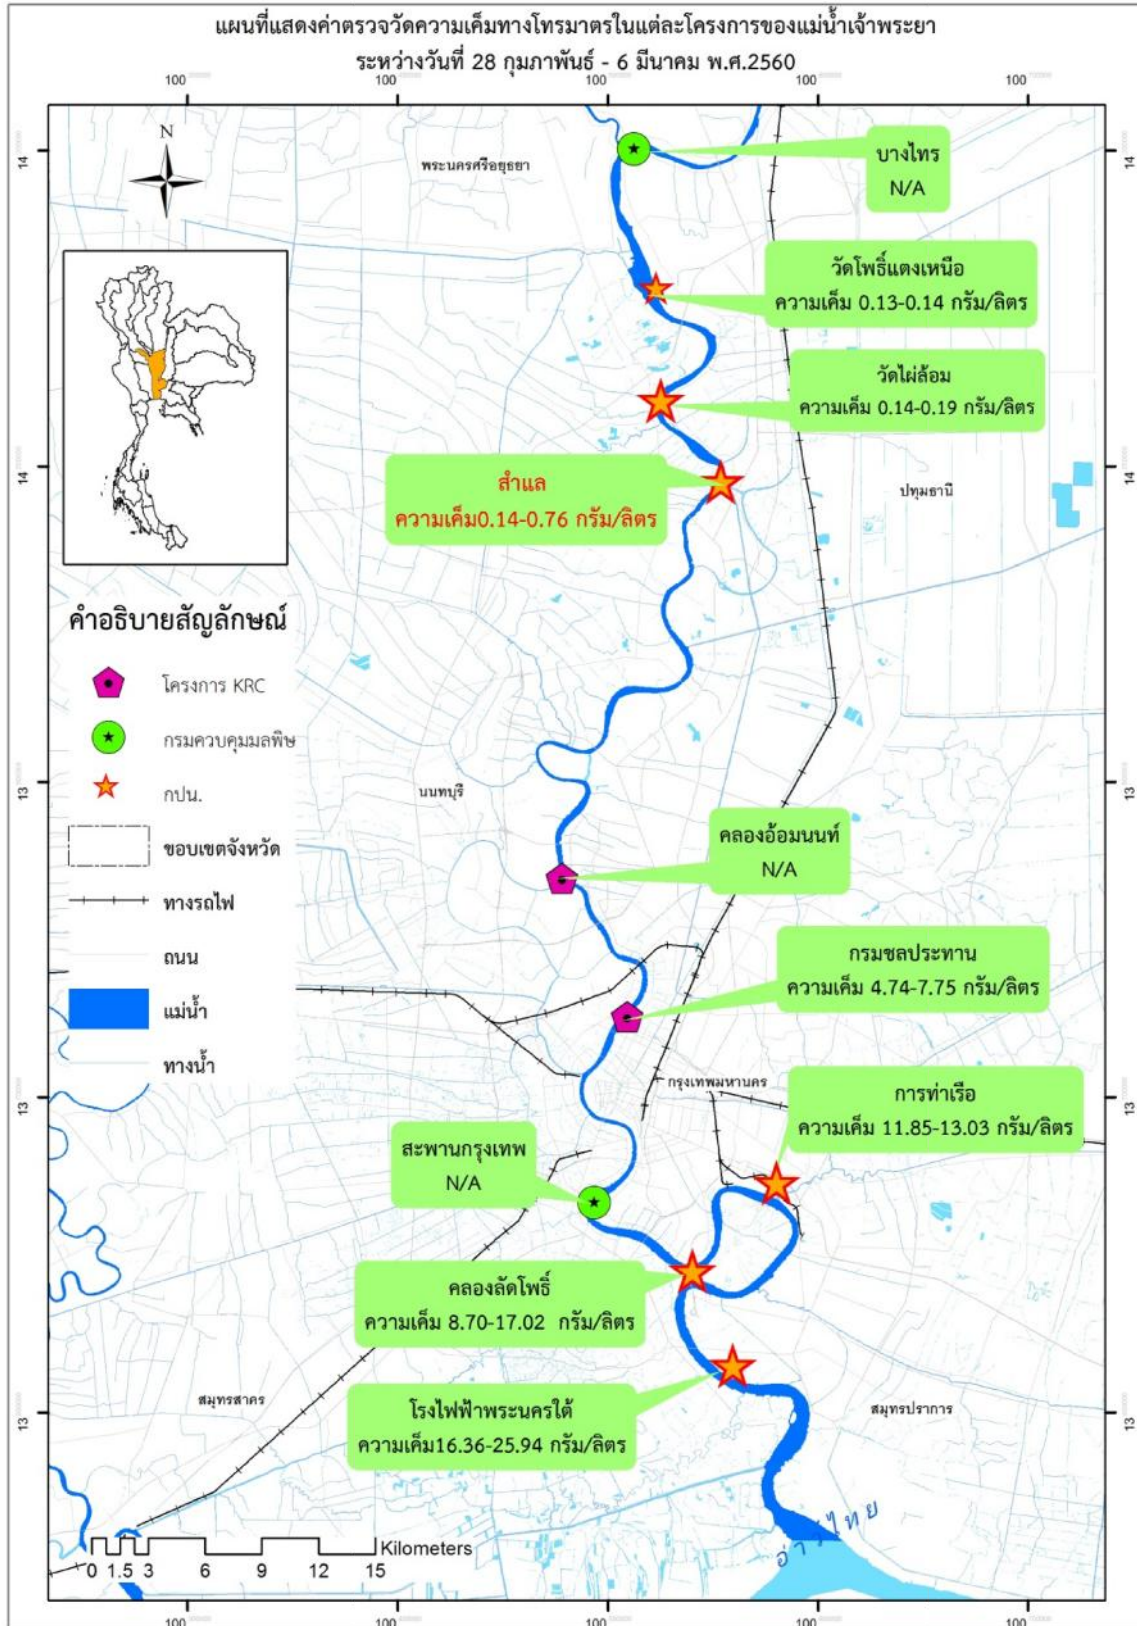 แผนที่แสดงค่าตรวจวัดความเค็มทางโทรมาตรในแต่ละโครงการของแม่น้ำเจ้าพระยา
ระหว่างวันที่ 28 กุมภาพันธ์ - 6 มีนาคม พ.ศ.2560
100
100
100
100
100
N
พระนครศรีอยุธยา
บางไทร
N/A
14
14
วัดโพธิ์แตงเหนือ
ความเค็ม 0.13-0.14 กรัม/ลิตร
วัดไผ่ล้อม
ความเค็ม 0.14-0.19 กรัม/ลิตร
สำแล
ความเค็ม0.14-0.76 กรัม/ลิตร
14
14
ปทุมธานี
คำอธิบายสัญลักษณ์
โครงการ KRC
กรมควบคุมมลพิษ
กปน.
ขอบเขตจังหวัด
ทางรถไฟ
ถนน
แม่น้ำ
ทางน้ำ
13
13
นนทบุรี
คลองอ้อมนนท์
N/A
กรมชลประทาน
ความเค็ม 4.74-7.75 กรัม/ลิตร
กรุงเทพมหานคร
13
13
การท่าเรือ
ความเค็ม 11.85-13.03 กรัม/ลิตร
สะพานกรุงเทพ
N/A
คลองลัดโพธิ์
ความเค็ม 8.70-17.02 กรัม/ลิตร
สมุทรสาคร
โรงไฟฟ้าพระนครใต้
ความเค็ม16.36-25.94 กรัม/ลิตร
สมุทรปราการ
13
13
อ่าวไทย
Kilometers
0 1.5 3 6 9 12 15
100
100
100
100
100